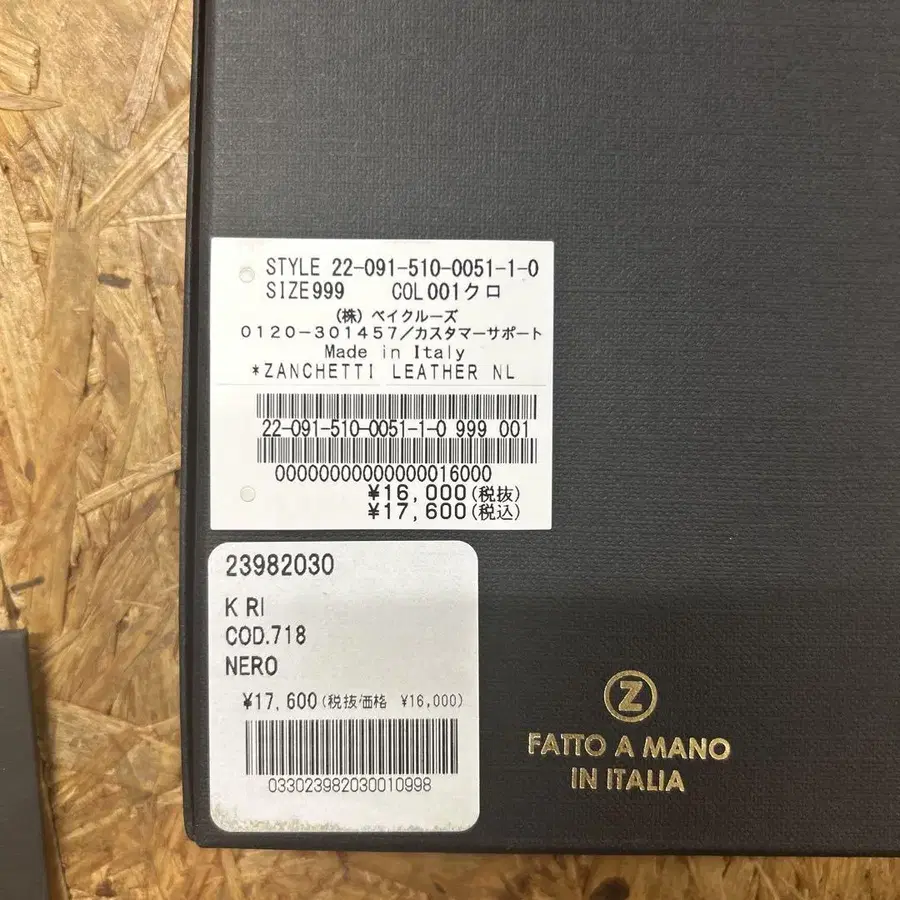 STYLE 22-091-510-0051-1-0
SIZE999 COL001クロ
(株)ベイクルーズ
0120-301457/カスタマーサポート
Made in Italy
*ZANCHETTI LEATHER NL
22-091-510-0051-1-0 999 001
00000000000000016000
¥16,000(税抜)
¥17,600(税込)
23982030
K RI
COD.718
NERO
¥17,600(税抜価格 ¥16,000)
0330239820300010998
Z
FATTO A MANO
IN ITALIA